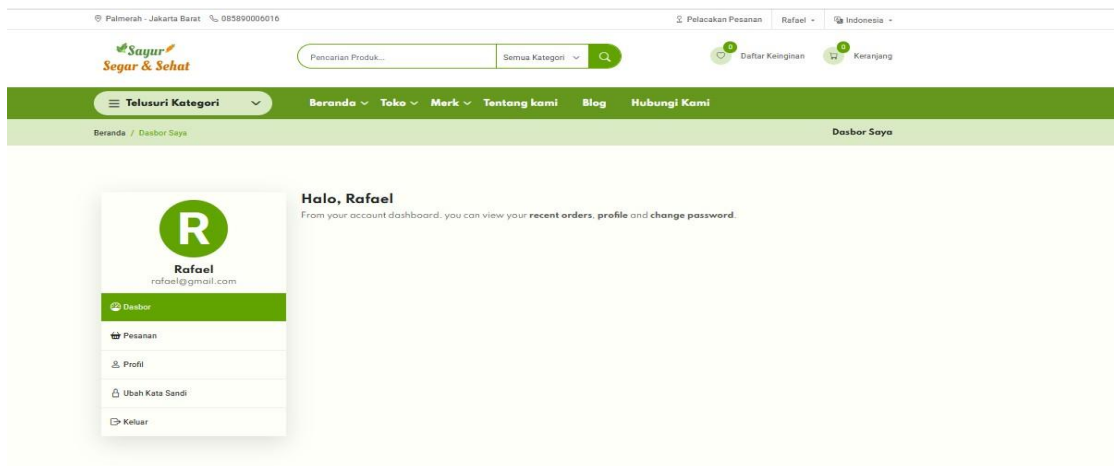 Palmerah - Jakarta Barat 085890006016
Pelacakan Pesanan Rafael Indonesia
Sayur
Segar & Sehat
Pencarian Produk... Semua Kategori
0 Daftar Keinginan 0 Keranjang
Telusuri Kategori Beranda Toko Merk Tentang kami Blog Hubungi Kami
Beranda / Dasbor Saya Dasbor Saya
R
Rafael
rafael@gmail.com
Dasbor
Pesanan
Profil
Ubah Kata Sandi
Keluar
Halo, Rafael
From your account dashboard. you can view your recent orders, profile and change password.